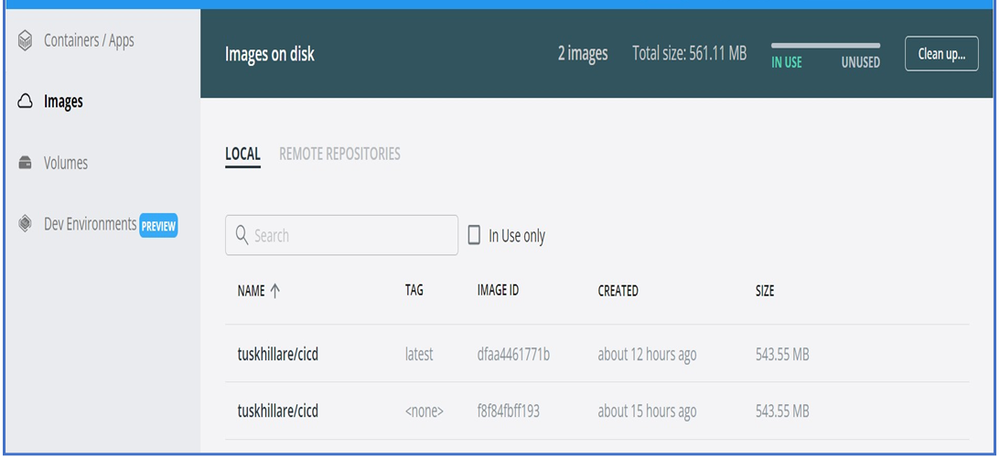 Containers / Apps
Images
Volumes
Dev Environments PREVIEW
Images on disk 2 images Total size: 561.11 MB IN USE UNUSED Clean up...
LOCAL REMOTE REPOSITORIES
Search In Use only
NAME TAG IMAGE ID CREATED SIZE
tuskhillare/cicd latest dfaa4461771b about 12 hours ago 543.55 MB
tuskhillare/cicd <none> f8f84fbff193 about 15 hours ago 543.55 MB